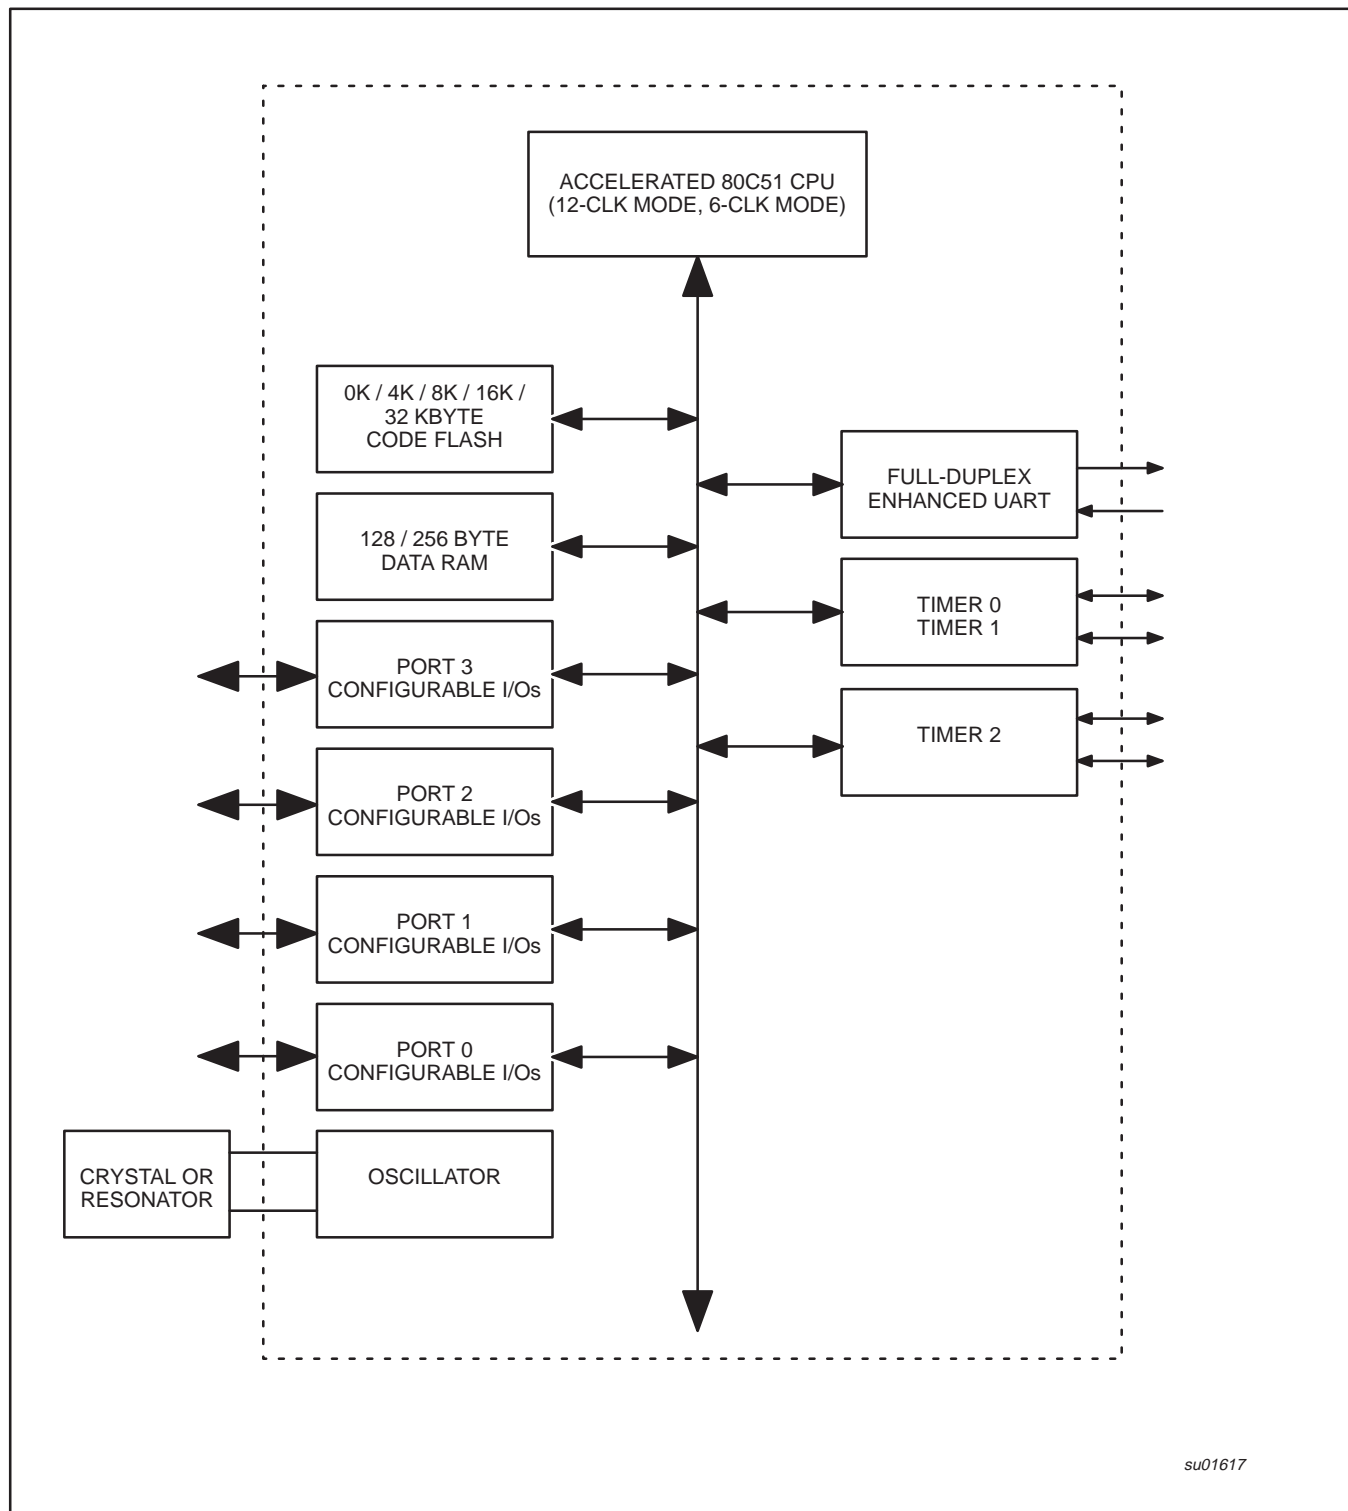 ACCELERATED 80C51 CPU
(12-CLK MODE, 6-CLK MODE)
0K / 4K / 8K / 16K /
32 KBYTE
CODE FLASH
FULL-DUPLEX
ENHANCED UART
128 / 256 BYTE
DATA RAM
TIMER 0
TIMER 1
PORT 3
CONFIGURABLE I/Os
TIMER 2
PORT 2
CONFIGURABLE I/Os
PORT 1
CONFIGURABLE I/Os
PORT 0
CONFIGURABLE I/Os
CRYSTAL OR
RESONATOR
OSCILLATOR
su01617